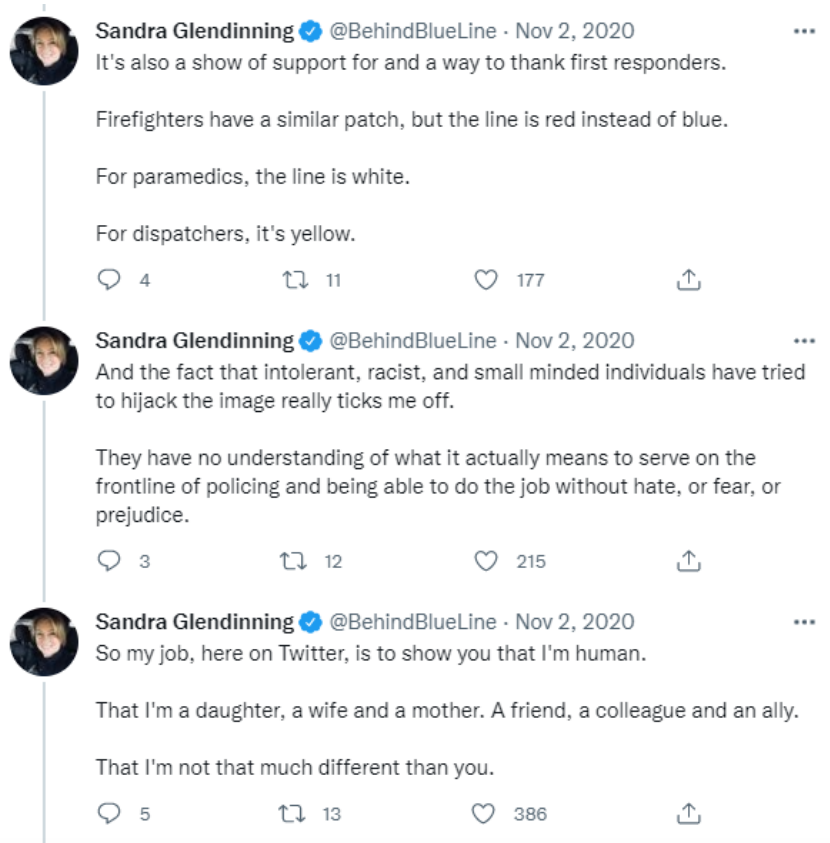 Sandra Glendinning @BehindBlueLine · Nov 2, 2020
It's also a show of support for and a way to thank first responders.
Firefighters have a similar patch, but the line is red instead of blue.
For paramedics, the line is white.
For dispatchers, it's yellow.
4 11 177
Sandra Glendinning @BehindBlueLine · Nov 2, 2020
And the fact that intolerant, racist, and small minded individuals have tried
to hijack the image really ticks me off.
They have no understanding of what it actually means to serve on the
frontline of policing and being able to do the job without hate, or fear, or
prejudice.
3 12 215
Sandra Glendinning @BehindBlueLine · Nov 2, 2020
So my job, here on Twitter, is to show you that I'm human.
That I'm a daughter, a wife and a mother. A friend, a colleague and an ally.
That I'm not that much different than you.
5 13 386